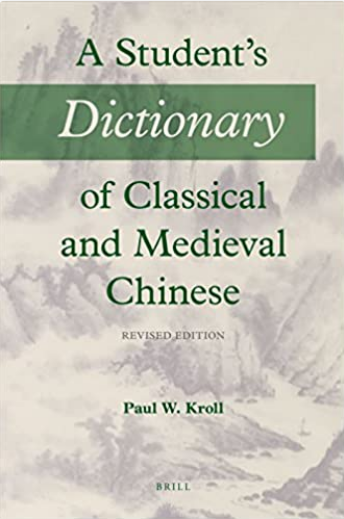 A Student's
Dictionary
of Classical
and Medieval
Chinese
REVISED EDITION
Paul W. Kroll
BRILL